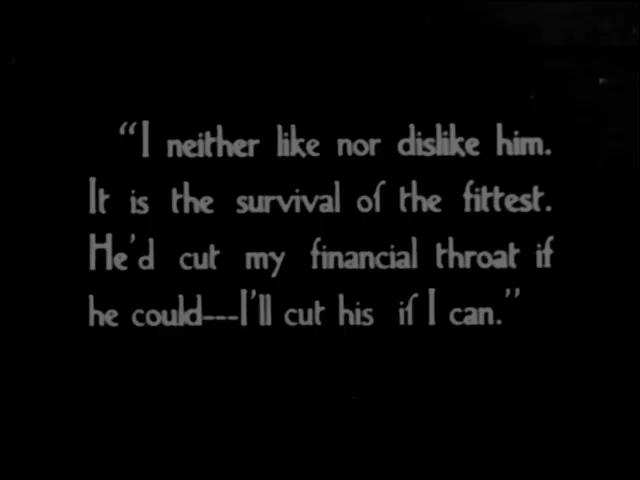 “I neither like nor dislike him.
It is the survival of the fittest.
He'd cut my financial throat if
he could---I'll cut his if I can.”